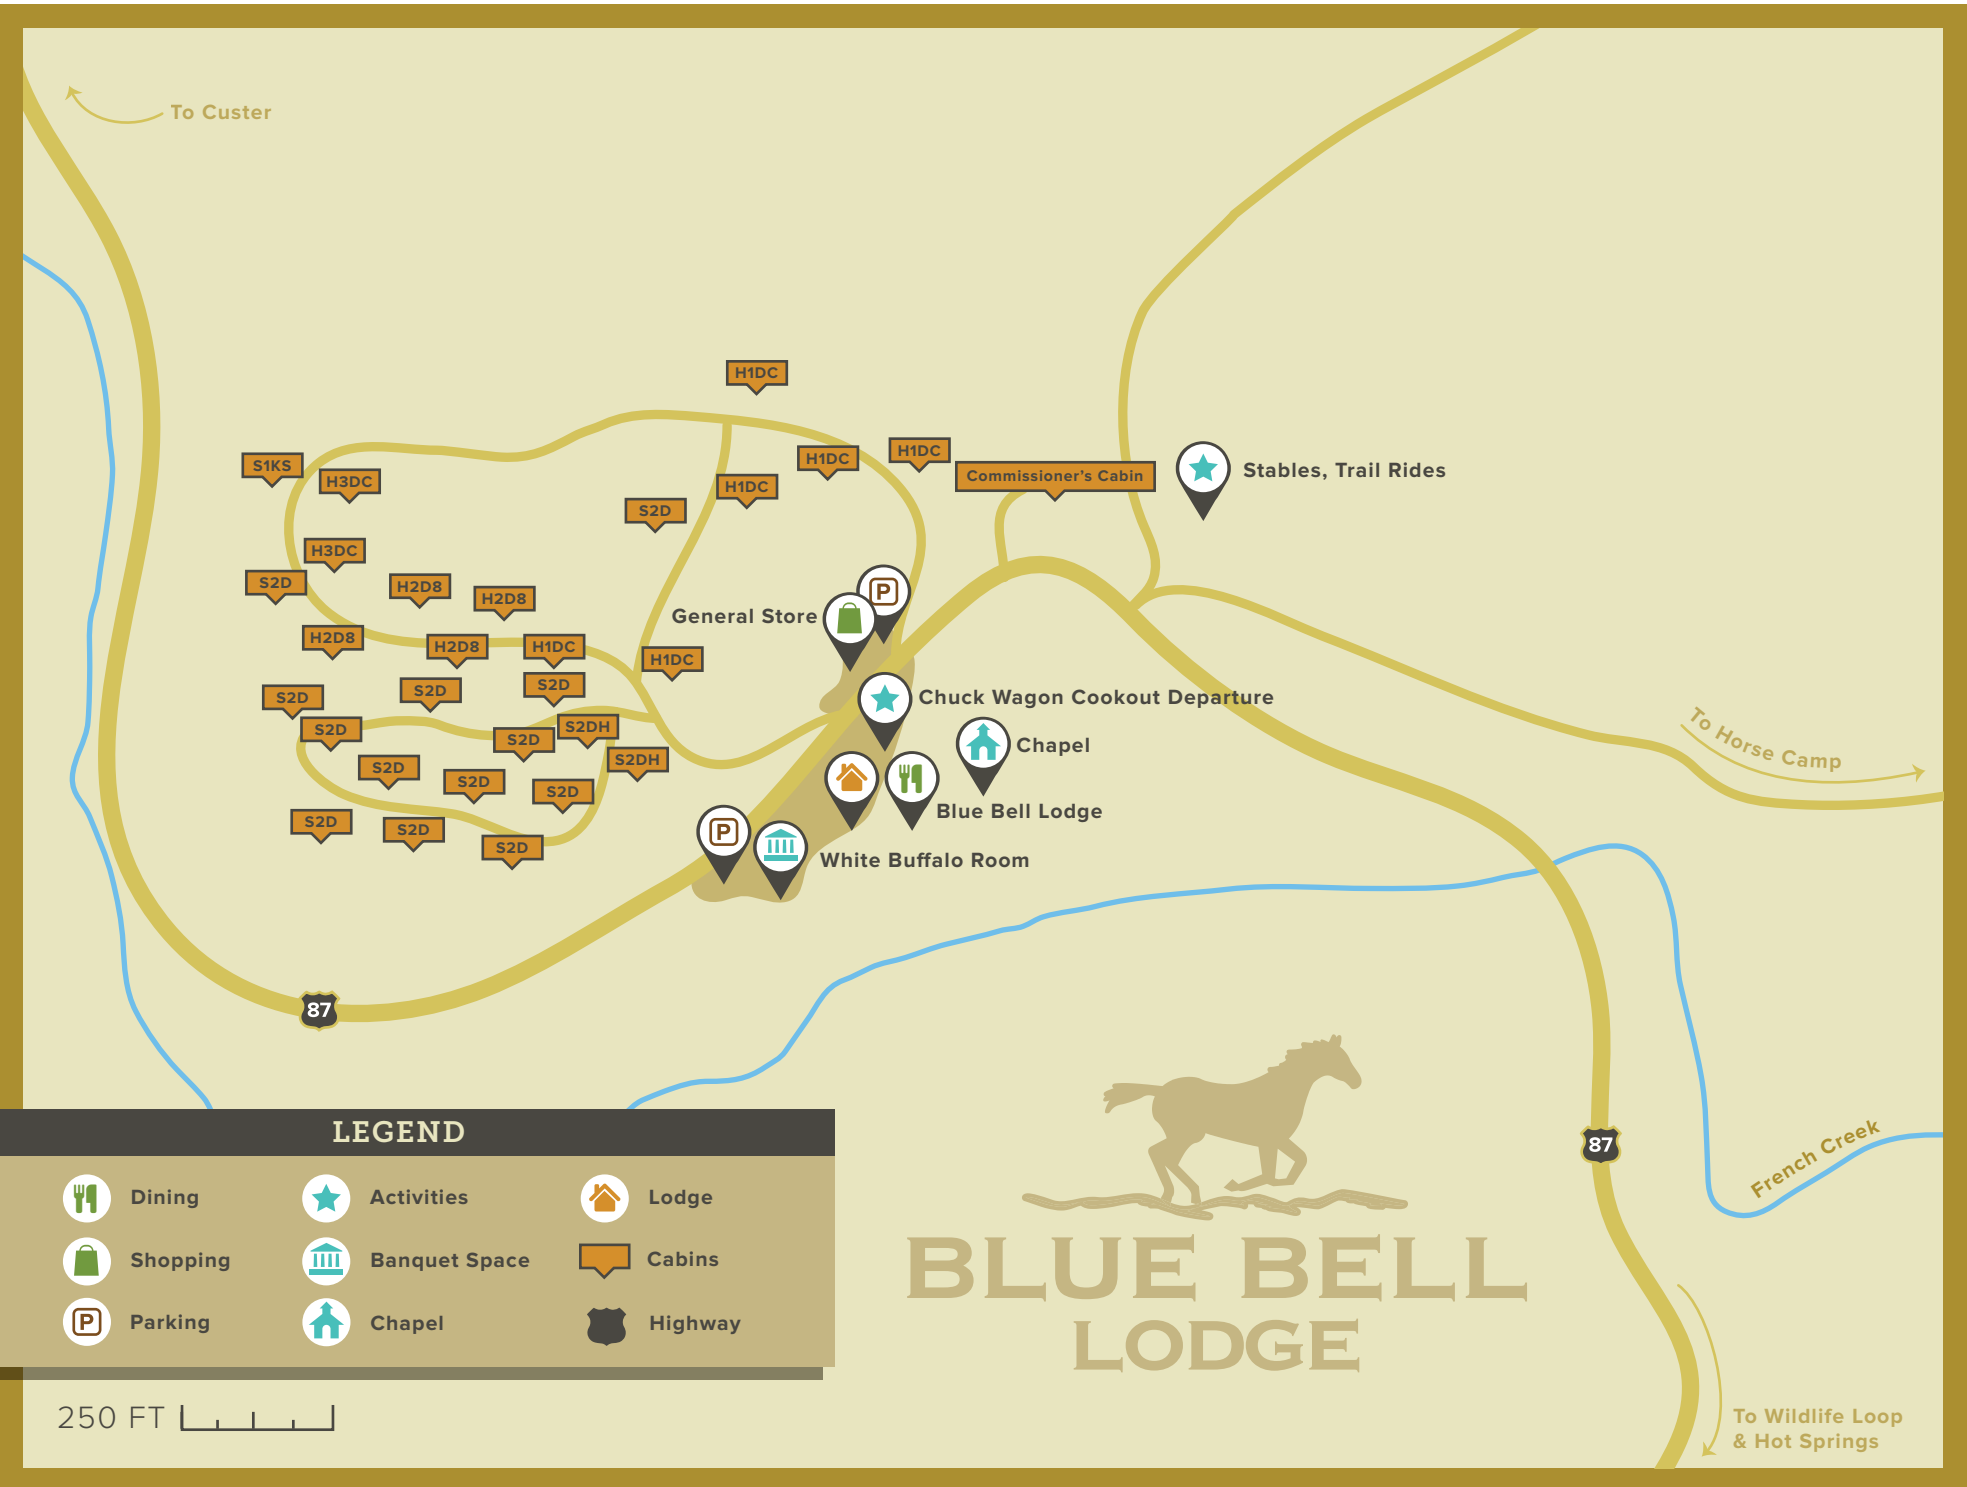 To Custer
H1DC
H1DC
H1DC
S1KS
Commissioner's Cabin
Stables, Trail Rides
H3DC
H1DC
S2D
H3DC
S2D
H2D8
H2D8
P
General Store
H2D8
H2D8
H1DC
H1DC
S2D
S2D
S2D
Chuck Wagon Cookout Departure
S2D
S2D
S2DH
S2DH
Chapel
To Horse Camp
S2D
S2D
S2D
Blue Bell Lodge
S2D
S2D
S2D
P
White Buffalo Room
87
87
French Creek
LEGEND
Dining
Activities
Lodge
Shopping
Banquet Space
Cabins
P
Parking
Chapel
Highway
BLUE BELL
LODGE
250 FT
To Wildlife Loop
& Hot Springs